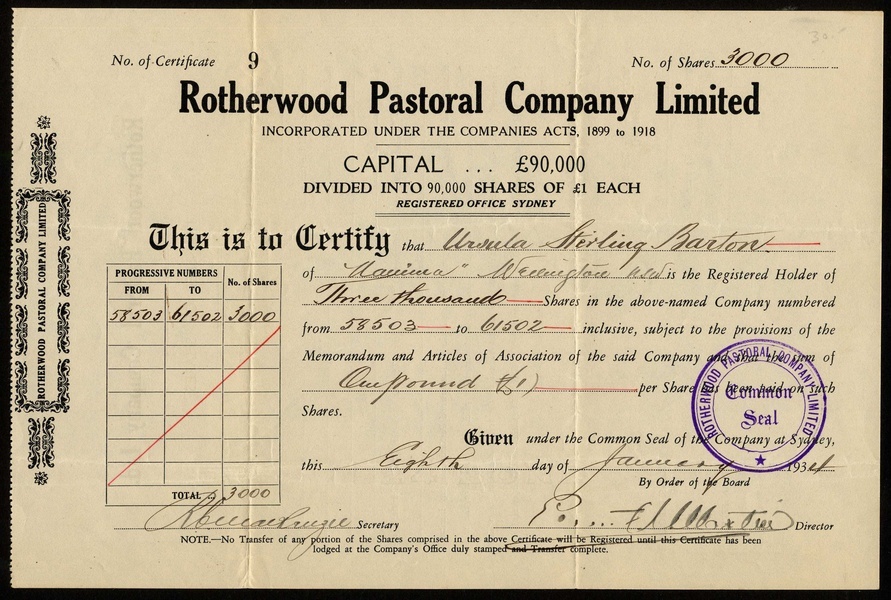 No. of Certificate 9
No. of Shares 3000
Rotherwood Pastoral Company Limited
INCORPORATED UNDER THE COMPANIES ACTS, 1899 to 1918
CAPITAL ... £90,000
DIVIDED INTO 90,000 SHARES OF £1 EACH
REGISTERED OFFICE SYDNEY
This is to Certify that Ursula Stirling Barton
of "Nanima" Wellington NSW is the Registered Holder of
Three thousand Shares in the above-named Company numbered
from 58503 to 61502 inclusive, subject to the provisions of the
Memorandum and Articles of Association of the said Company and that the sum of
One pound (£1) per Share has been paid on such
Shares.
Given under the Common Seal of the Company at Sydney,
this Eighth day of January 1934
By Order of the Board
Secretary
Director
NOTE.—No Transfer of any portion of the Shares comprised in the above Certificate will be Registered until this Certificate has been
lodged at the Company's Office duly stamped and Transfer complete.
PROGRESSIVE NUMBERS
FROM TO No. of Shares
58503 61502 3000
TOTAL 3000
ROTHERWOOD PASTORAL COMPANY LIMITED
ROTHERWOOD PASTORAL COMPANY LIMITED
Common
Seal